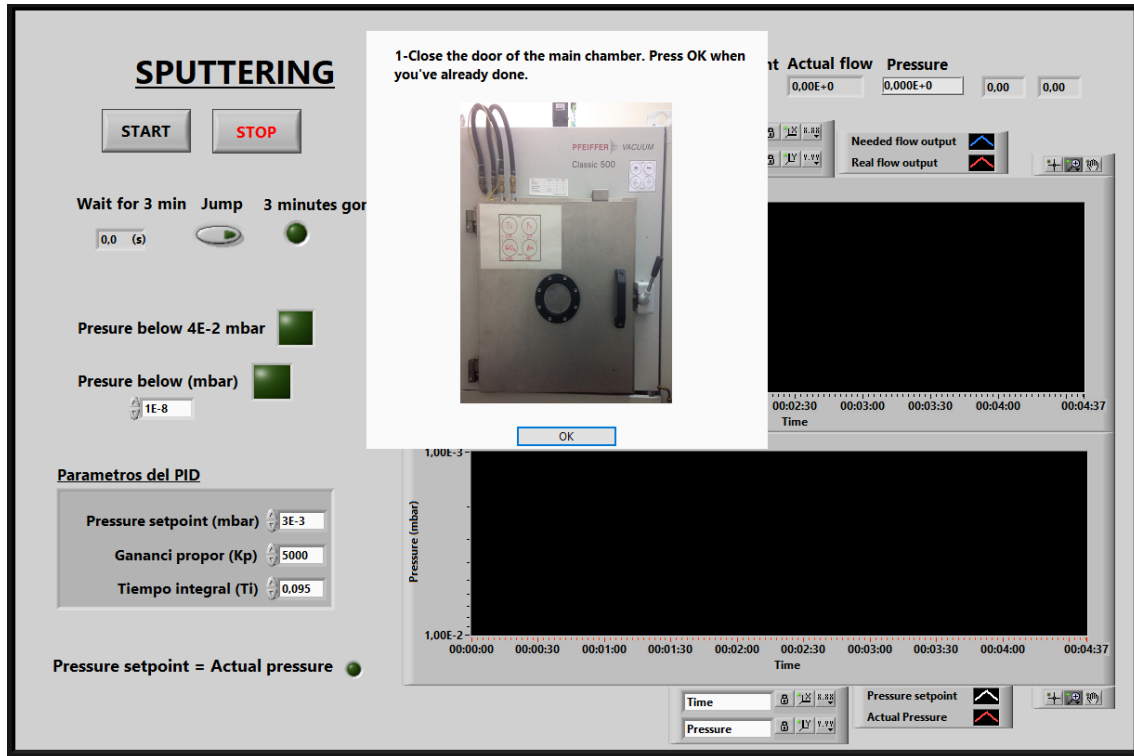 SPUTTERING
START
STOP
Wait for 3 min
Jump
3 minutes gor
0,0 (s)
Presure below 4E-2 mbar
Presure below (mbar)
1E-8
Parametros del PID
Pressure setpoint (mbar) 3E-3
Gananci propor (Kp) 5000
Tiempo integral (Ti) 0,095
Pressure setpoint = Actual pressure
1-Close the door of the main chamber. Press OK when
you've already done.
PFEIFFER VACUUM
Classic 500
OK
nt Actual flow Pressure
0,00E+0 0,000E+0 0,00 0,00
Needed flow output
Real flow output
00:02:30 00:03:00 00:03:30 00:04:00 00:04:37
Time
1,00E-3
Pressure (mbar)
1,00E-2
00:00:00 00:00:30 00:01:00 00:01:30 00:02:00 00:02:30 00:03:00 00:03:30 00:04:00 00:04:37
Time
Time
Pressure
Pressure setpoint
Actual Pressure